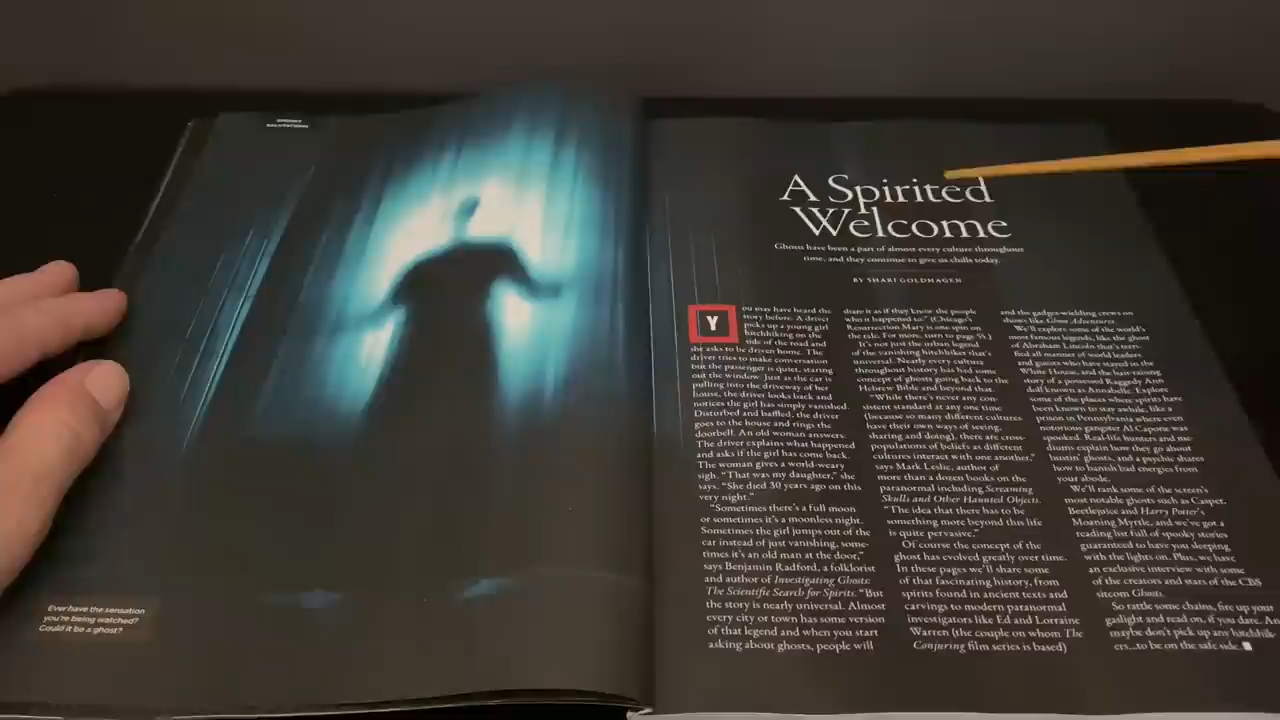 SPOOKY
SALUTATIONS
Ever have the sensation
you're being watched?
Could it be a ghost?
A Spirited
Welcome
Ghosts have been a part of almost every culture throughout
time, and they continue to give us chills today.
BY SHARI GOLDHAGEN
You may have heard the
story before. A driver
picks up a young girl
hitchhiking on the
side of the road and
she asks to be driven home. The
driver tries to make conversation
but the passenger is quiet, staring
out the window. Just as the car is
pulling into the driveway of her
house, the driver looks back and
notices the girl has simply vanished.
Disturbed and baffled, the driver
goes to the house and rings the
doorbell. An old woman answers.
The driver explains what happened
and asks if the girl has come back.
The woman gives a world-weary
sigh. "That was my daughter," she
says. "She died 30 years ago on this
very night."
"Sometimes there's a full moon
or sometimes it's a moonless night.
Sometimes the girl jumps out of the
car instead of just vanishing, some-
times it's an old man at the door,"
says Benjamin Radford, a folklorist
and author of Investigating Ghosts:
The Scientific Search for Spirits. "But
the story is nearly universal. Almost
every city or town has some version
of that legend and when you start
asking about ghosts, people will
share it as if they know the people
who it happened to." (Chicago's
Resurrection Mary is one spin on
the tale. For more, turn to page 55.)
It's not just the urban legend
of the vanishing hitchhiker that's
universal. Nearly every culture
throughout history has had some
concept of ghosts going back to the
Hebrew Bible and beyond that.
"While there's never any con-
sistent standard at any one time
(because so many different cultures
have their own ways of seeing,
sharing and doing), there are cross-
populations of beliefs as different
cultures interact with one another,"
says Mark Leslie, author of
more than a dozen books on the
paranormal including Screaming
Skulls and Other Haunted Objects.
"The idea that there has to be
something more beyond this life
is quite pervasive."
Of course the concept of the
ghost has evolved greatly over time.
In these pages we'll share some
of that fascinating history, from
spirits found in ancient texts and
carvings to modern paranormal
investigators like Ed and Lorraine
Warren (the couple on whom The
Conjuring film series is based)
and the gadget-wielding crews on
shows like Ghost Adventures.
We'll explore some of the world's
most famous legends, like the ghost
of Abraham Lincoln that's terri-
fied all manner of world leaders
and guests who have stayed in the
White House, and the hair-raising
story of a possessed Raggedy Ann
doll known as Annabelle. Explore
some of the places where spirits have
been known to stay awhile, like a
prison in Pennsylvania where even
notorious gangster Al Capone was
spooked. Real-life hunters and me-
diums explain how they go about
bustin' ghosts, and a psychic shares
how to banish bad energies from
your abode.
We'll rank some of the screen's
most notable ghosts such as Casper,
Beetlejuice and Harry Potter's
Moaning Myrtle, and we've got a
reading list full of spooky stories
guaranteed to have you sleeping
with the lights on. Plus, we have
an exclusive interview with some
of the creators and stars of the CBS
sitcom Ghosts.
So rattle some chains, fire up your
gaslight and read on, if you dare. An
maybe don't pick up any hitchhik-
ers...to be on the safe side.